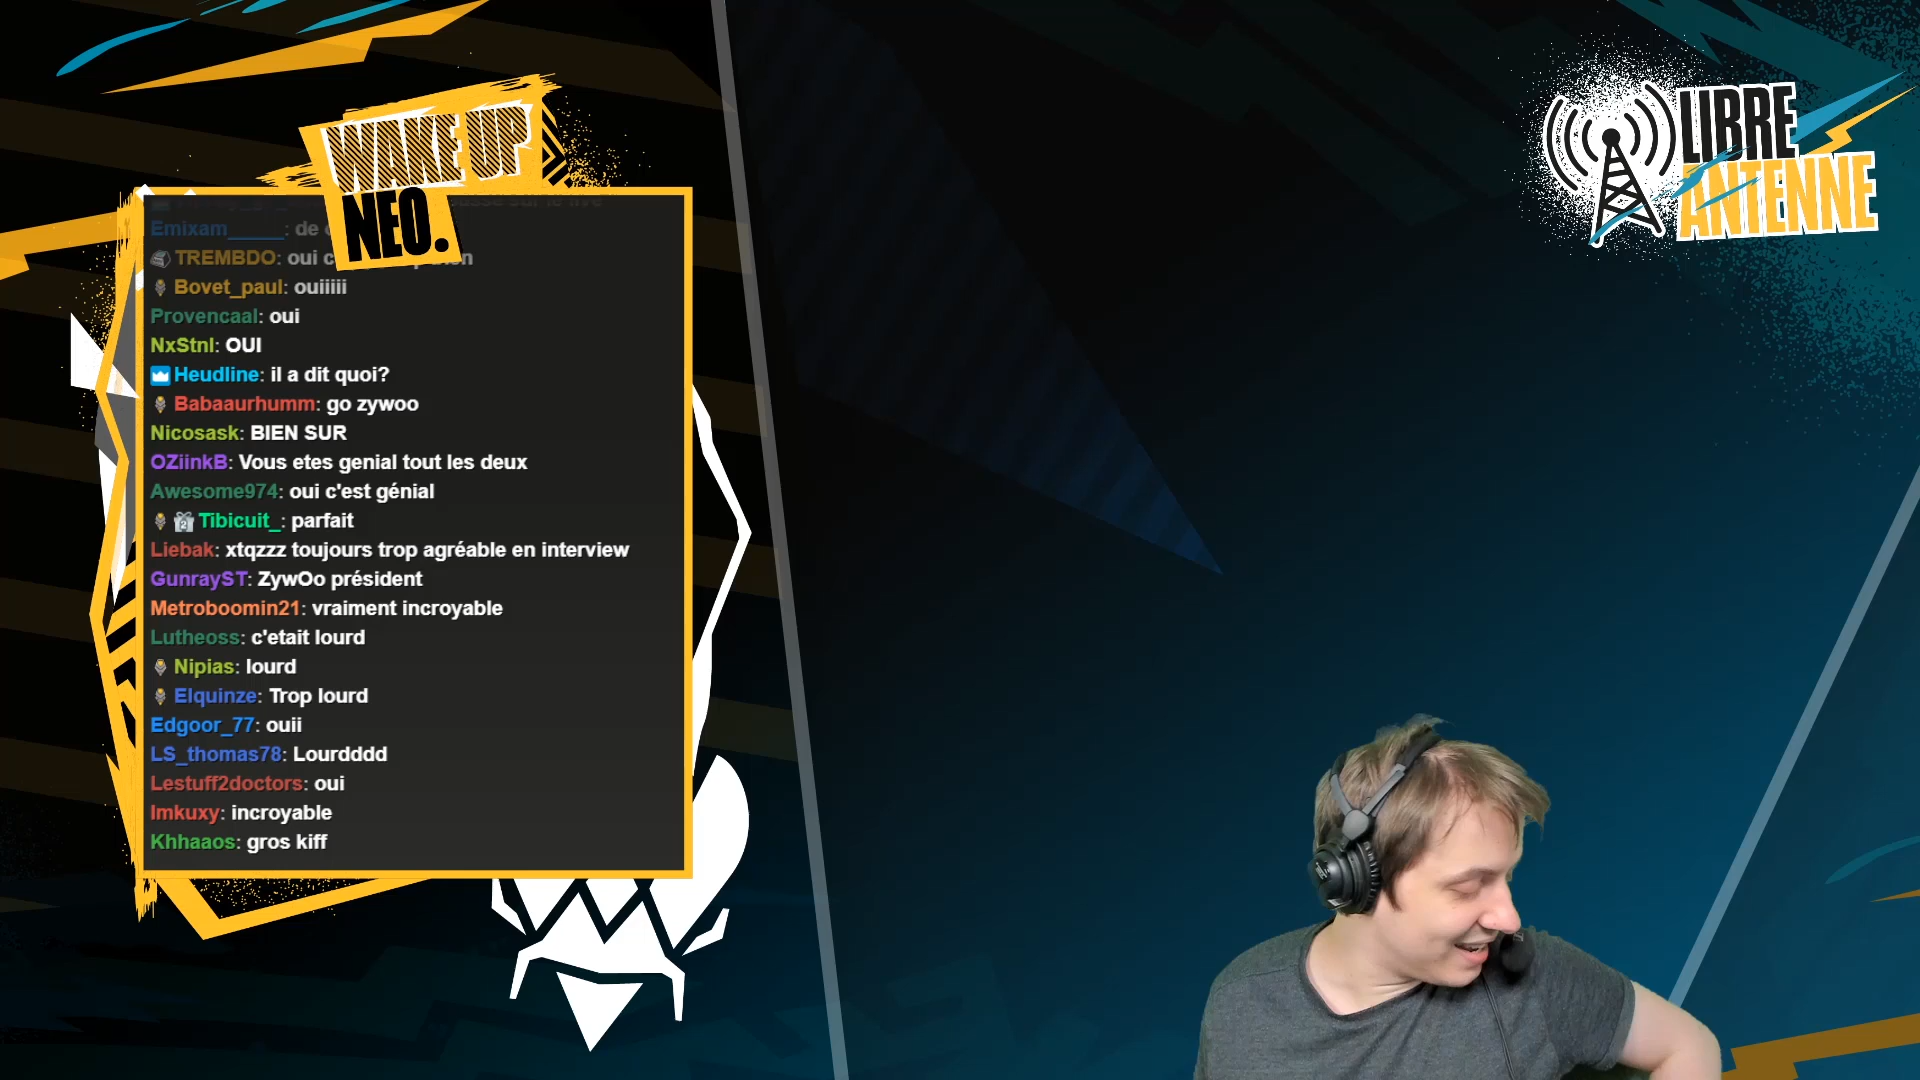 WAKE UP
NEO.
LIBRE
ANTENNE
Emixam_____: de
TREMBDO: oui
Bovet_paul: ouiiiii
Provencaal: oui
NxStnl: OUI
Heudline: il a dit quoi?
Babaaurhumm: go zywoo
Nicosask: BIEN SUR
OZiinkB: Vous etes genial tout les deux
Awesome974: oui c'est génial
Tibicuit_: parfait
Liebak: xtqzzz toujours trop agréable en interview
GunrayST: ZywOo président
Metroboomin21: vraiment incroyable
Lutheoss: c'etait lourd
Nipias: lourd
Elquinze: Trop lourd
Edgoor_77: ouii
LS_thomas78: Lourdddd
Lestuff2doctors: oui
Imkuxy: incroyable
Khhaaos: gros kiff